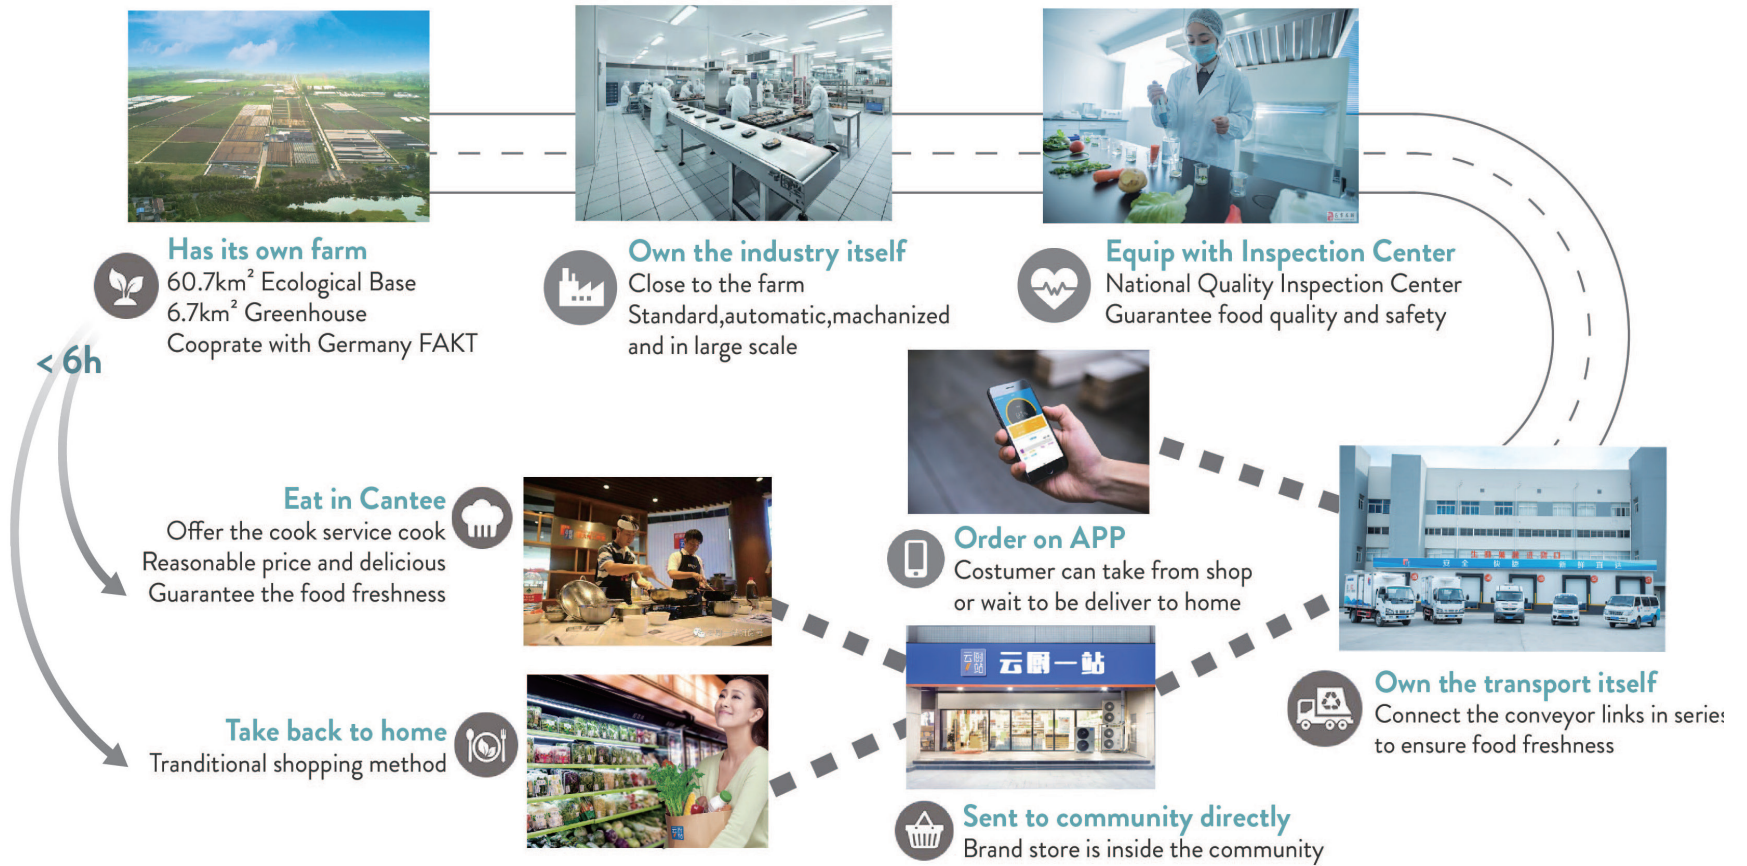 Has its own farm
60.7km² Ecological Base
6.7km² Greenhouse
Cooprate with Germany FAKT
Own the industry itself
Close to the farm
Standard,automatic,machanized
and in large scale
Equip with Inspection Center
National Quality Inspection Center
Guarantee food quality and safety
< 6h
Eat in Cantee
Offer the cook service cook
Reasonable price and delicious
Guarantee the food freshness
Order on APP
Costumer can take from shop
or wait to be deliver to home
Own the transport itself
Connect the conveyor links in series
to ensure food freshness
Take back to home
Tranditional shopping method
云厨一站
Sent to community directly
Brand store is inside the community